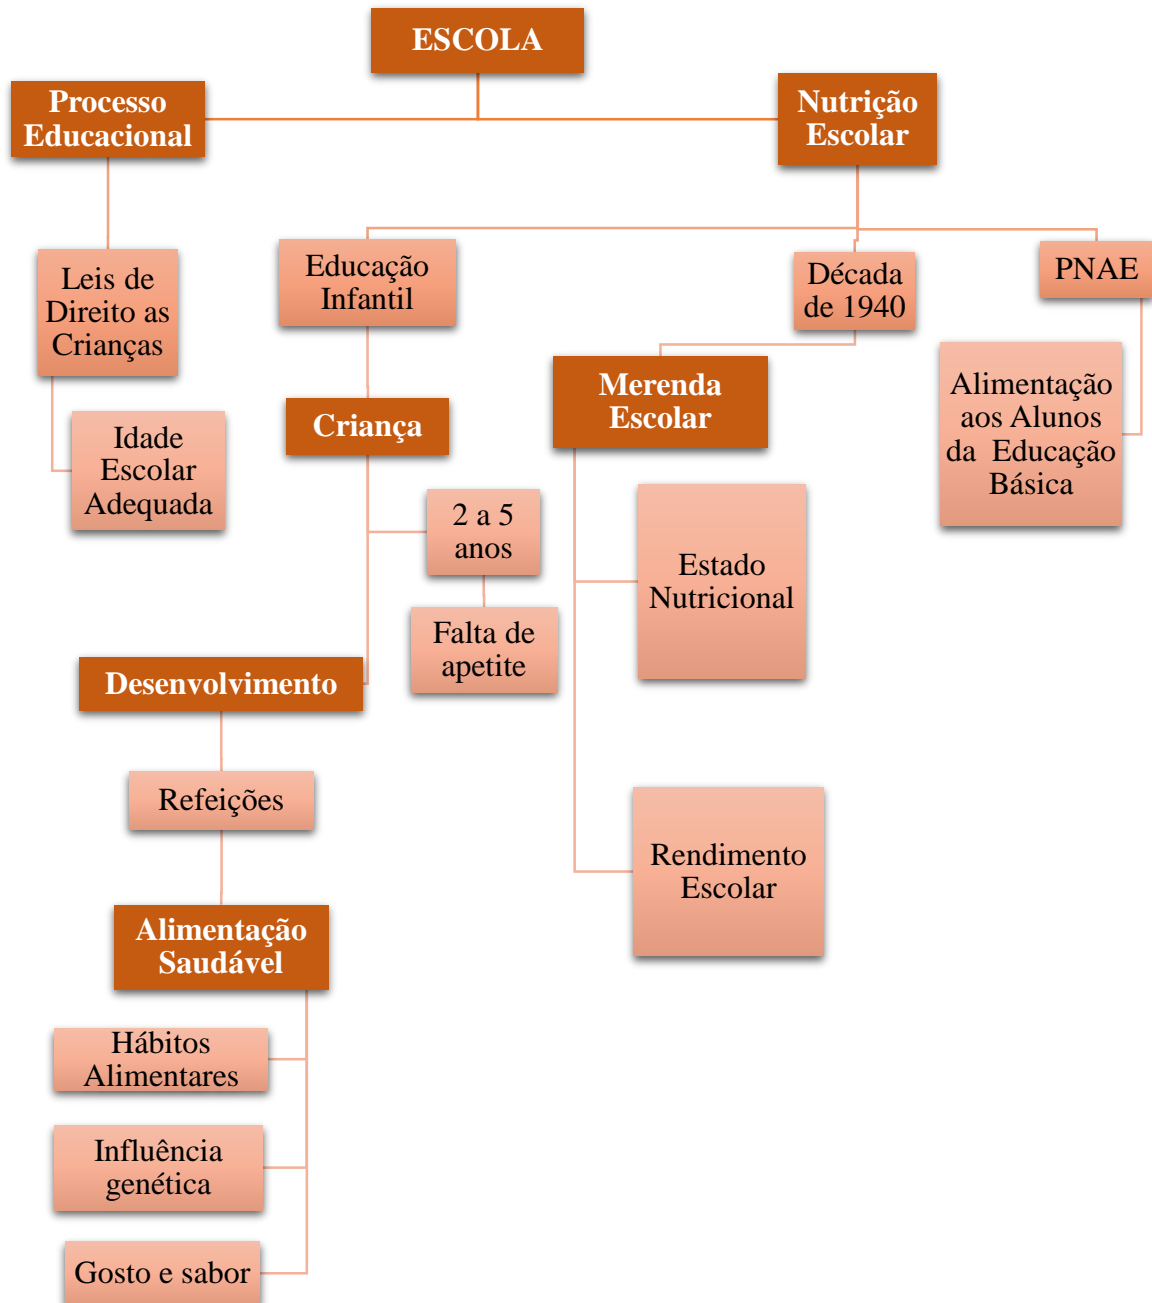 ESCOLA
Processo
Educacional
Nutrição
Escolar
Leis de
Direito as
Crianças
Idade
Escolar
Adequada
Educação
Infantil
Criança
2 a 5
anos
Falta de
apetite
Desenvolvimento
Refeições
Alimentação
Saudável
Hábitos
Alimentares
Influência
genética
Gosto e sabor
Década
de 1940
Merenda
Escolar
Estado
Nutricional
Rendimento
Escolar
PNAE
Alimentação
aos Alunos
da Educação
Básica